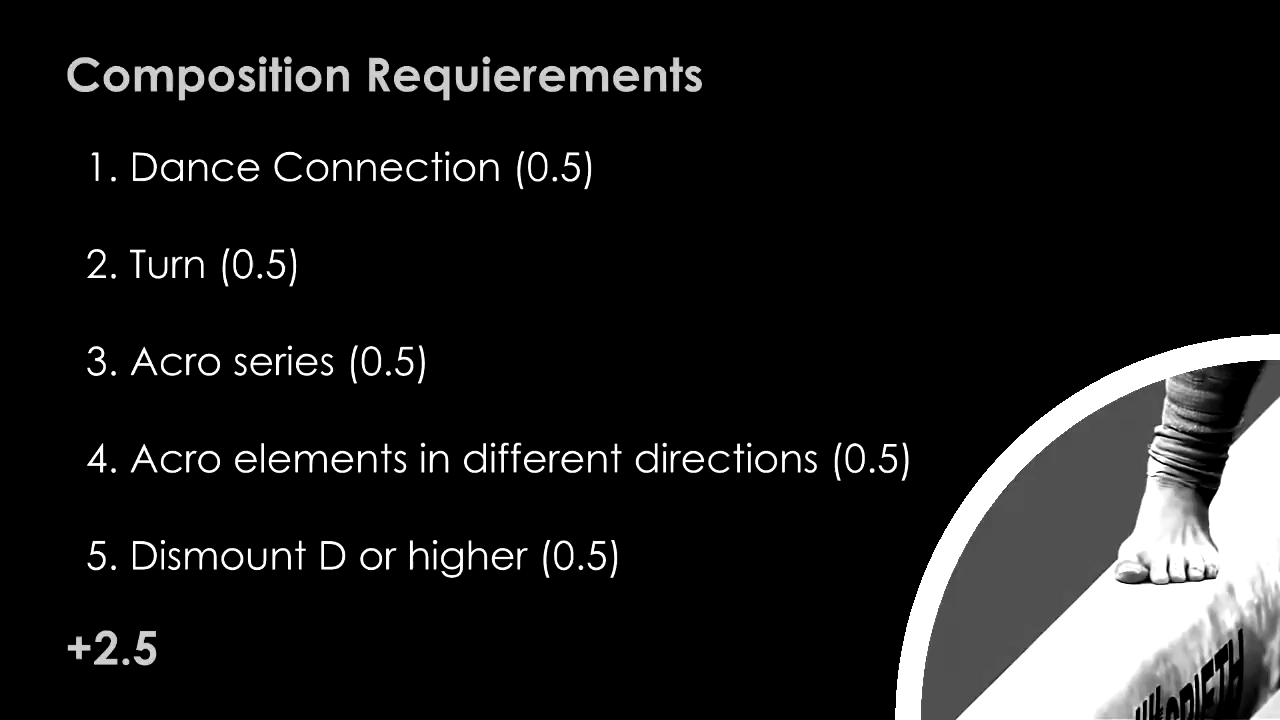 Composition Requierements
1. Dance Connection (0.5)
2. Turn (0.5)
3. Acro series (0.5)
4. Acro elements in different directions (0.5)
5. Dismount D or higher (0.5)
+2.5